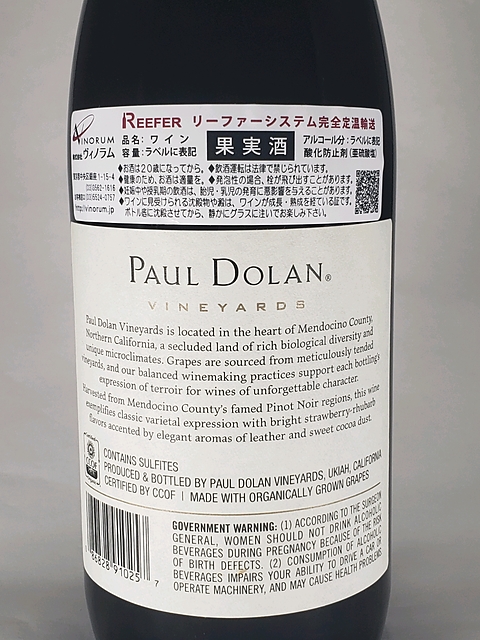 REEFER リーファーシステム完全定温輸送
VINORUM
株式会社 ヴィノラム
品名: ワイン
容量:ラベルに表記
果実酒
アルコール分:ラベルに表記
酸化防止剤(亜硫酸塩)
◆お酒は20歳になってから。◆飲酒運転は法律で禁じられています。
◆健康のため、お酒は適量を。◆発泡性の場合、栓が飛び出すことがあります。
◆妊娠中や授乳期の飲酒は、胎児・乳児の発育に悪影響を与えることがあります。
◆ワインに見受けられる沈殿物や澱は、ワインが成長・熟成を経ている証です。
ボトル底に沈殿させてから、静かにグラスに注いでお楽しみ下さい。
http://vinorum.jp
PAUL DOLAN®
VINEYARDS
Paul Dolan Vineyards is located in the heart of Mendocino County,
Northern California, a secluded land of rich biological diversity and
unique microclimates. Grapes are sourced from meticulously tended
vineyards, and our balanced winemaking practices support each bottling's
expression of terroir for wines of unforgettable character.
Harvested from Mendocino County's famed Pinot Noir regions, this wine
exemplifies classic varietal expression with bright strawberry-rhubarb
flavors accented by elegant aromas of leather and sweet cocoa dust.
CCOF
CONTAINS SULFITES
PRODUCED & BOTTLED BY PAUL DOLAN VINEYARDS, UKIAH, CALIFORNIA
CERTIFIED BY CCOF | MADE WITH ORGANICALLY GROWN GRAPES
GOVERNMENT WARNING: (1) ACCORDING TO THE SURGEON
GENERAL, WOMEN SHOULD NOT DRINK ALCOHOLIC
BEVERAGES DURING PREGNANCY BECAUSE OF THE RISK
OF BIRTH DEFECTS. (2) CONSUMPTION OF ALCOHOLIC
BEVERAGES IMPAIRS YOUR ABILITY TO DRIVE A CAR OR
OPERATE MACHINERY, AND MAY CAUSE HEALTH PROBLEMS.
91025 7